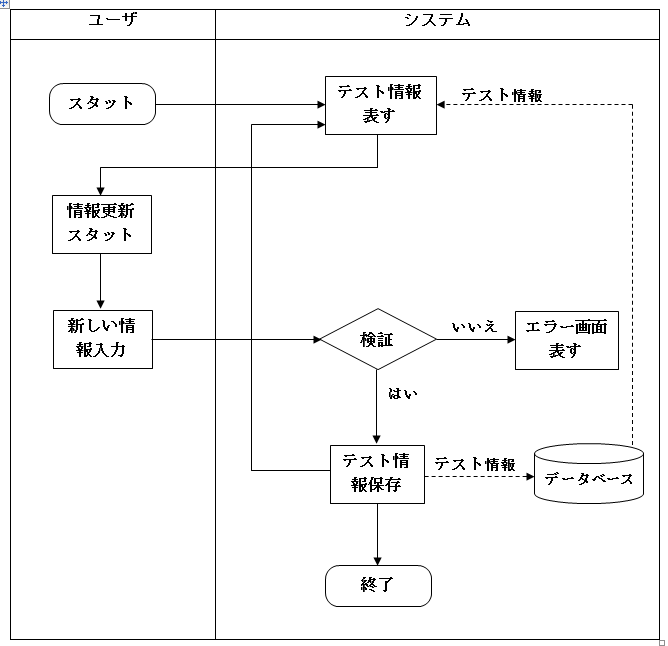 ユーザ
システム
スタット
テスト情報
表す
テスト情報
情報更新
スタット
新しい情
報入力
検証
いいえ
エラー画面
表す
はい
テスト情
報保存
テスト情報
データベース
終了